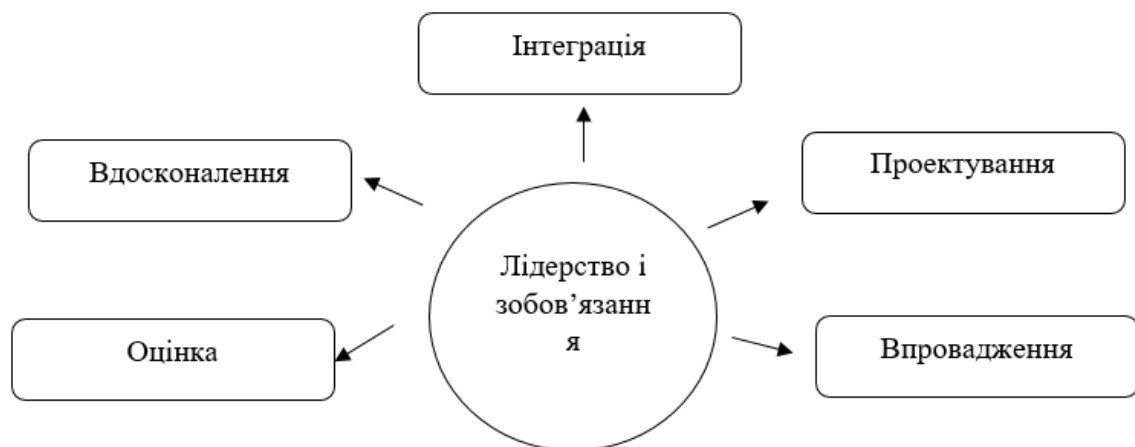 Інтеграція
Вдосконалення
Проектування
Лідерство і
зобов’язанн
я
Оцінка
Впровадження